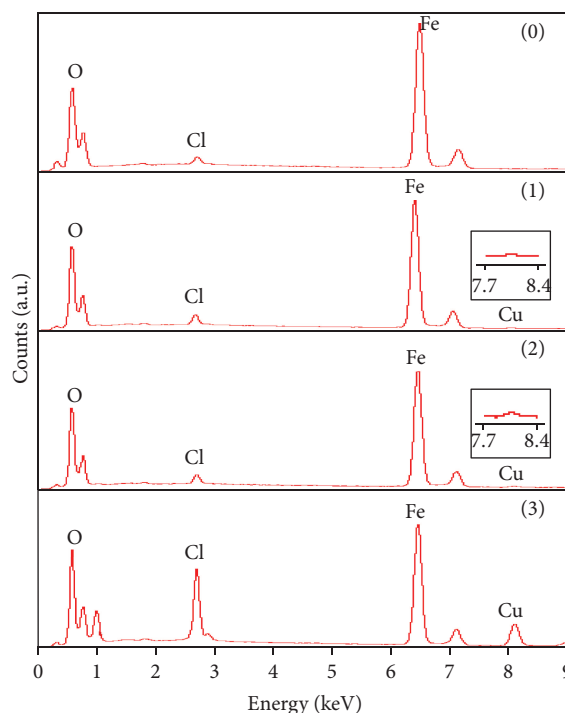 Fe
(0)
O
Cl
Fe
(1)
O
7.7 8.4
Cl
Cu
Fe
(2)
O
7.7 8.4
Cl
Cu
Fe
(3)
O
Cl
Cu
0 1 2 3 4 5 6 7 8 9
Energy (keV)
Counts (a.u.)